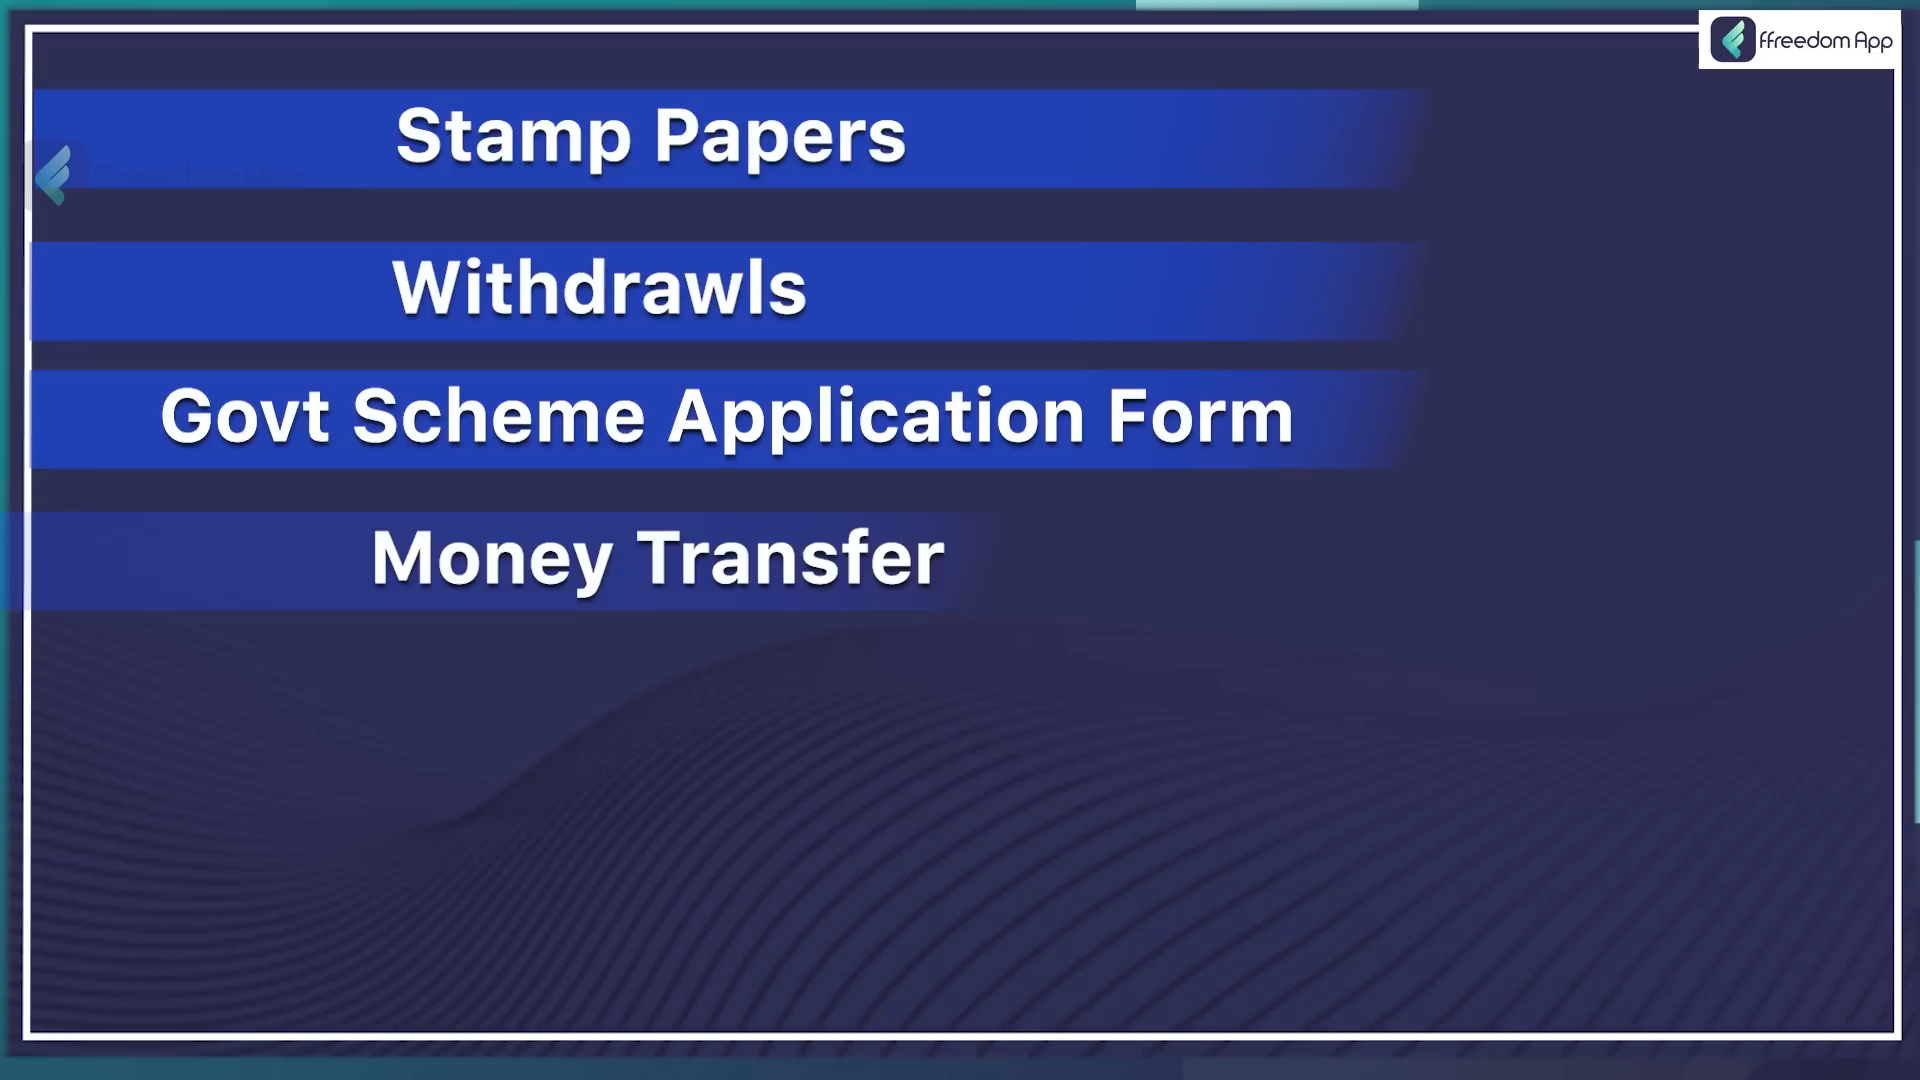 ffreedom App
Stamp Papers
Withdrawls
Govt Scheme Application Form
Money Transfer